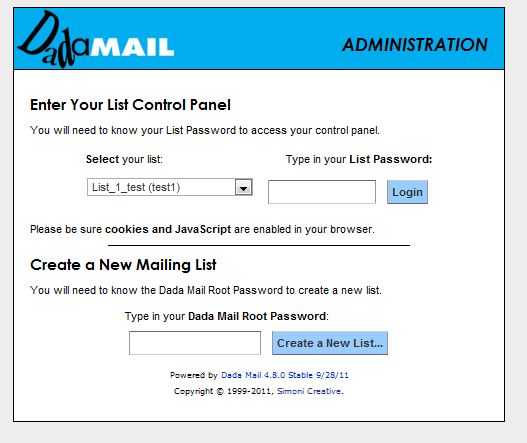 Dada MAIL
ADMINISTRATION
Enter Your List Control Panel
You will need to know your List Password to access your control panel.
Select your list: Type in your List Password:
List_1_test (test1) Login
Please be sure cookies and JavaScript are enabled in your browser.
Create a New Mailing List
You will need to know the Dada Mail Root Password to create a new list.
Type in your Dada Mail Root Password:
Create a New List...
Powered by Dada Mail 4.8.0 Stable 9/28/11
Copyright © 1999-2011, Simoni Creative.